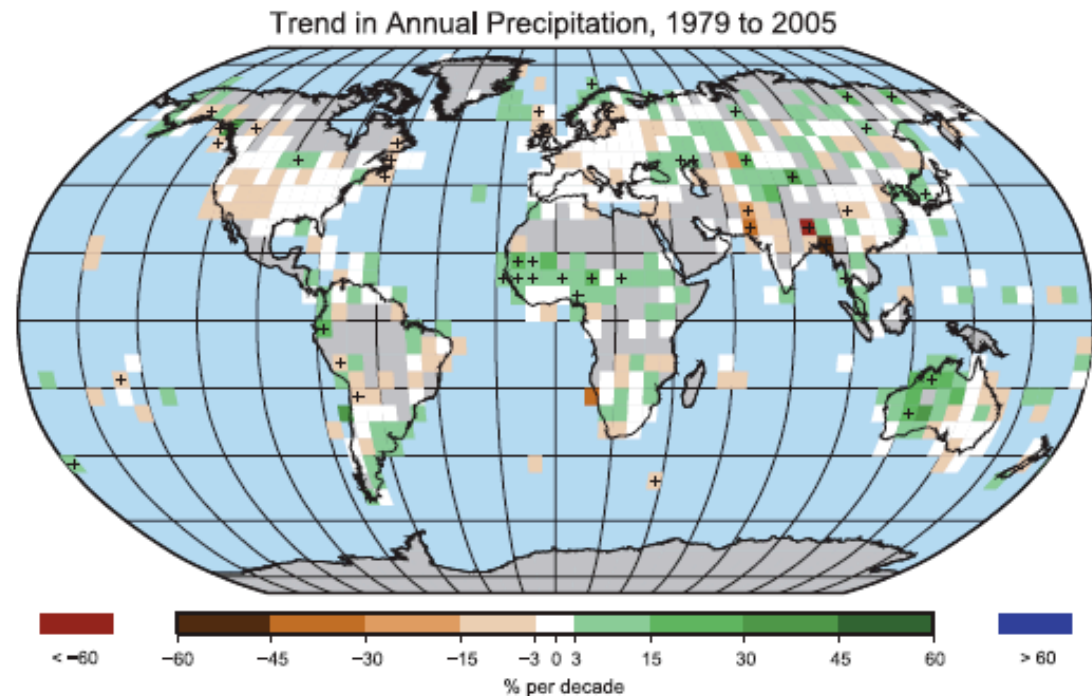 Trend in Annual Precipitation, 1979 to 2005
< −60 −60 −45 −30 −15 −3 0 3 15 30 45 60 > 60
% per decade